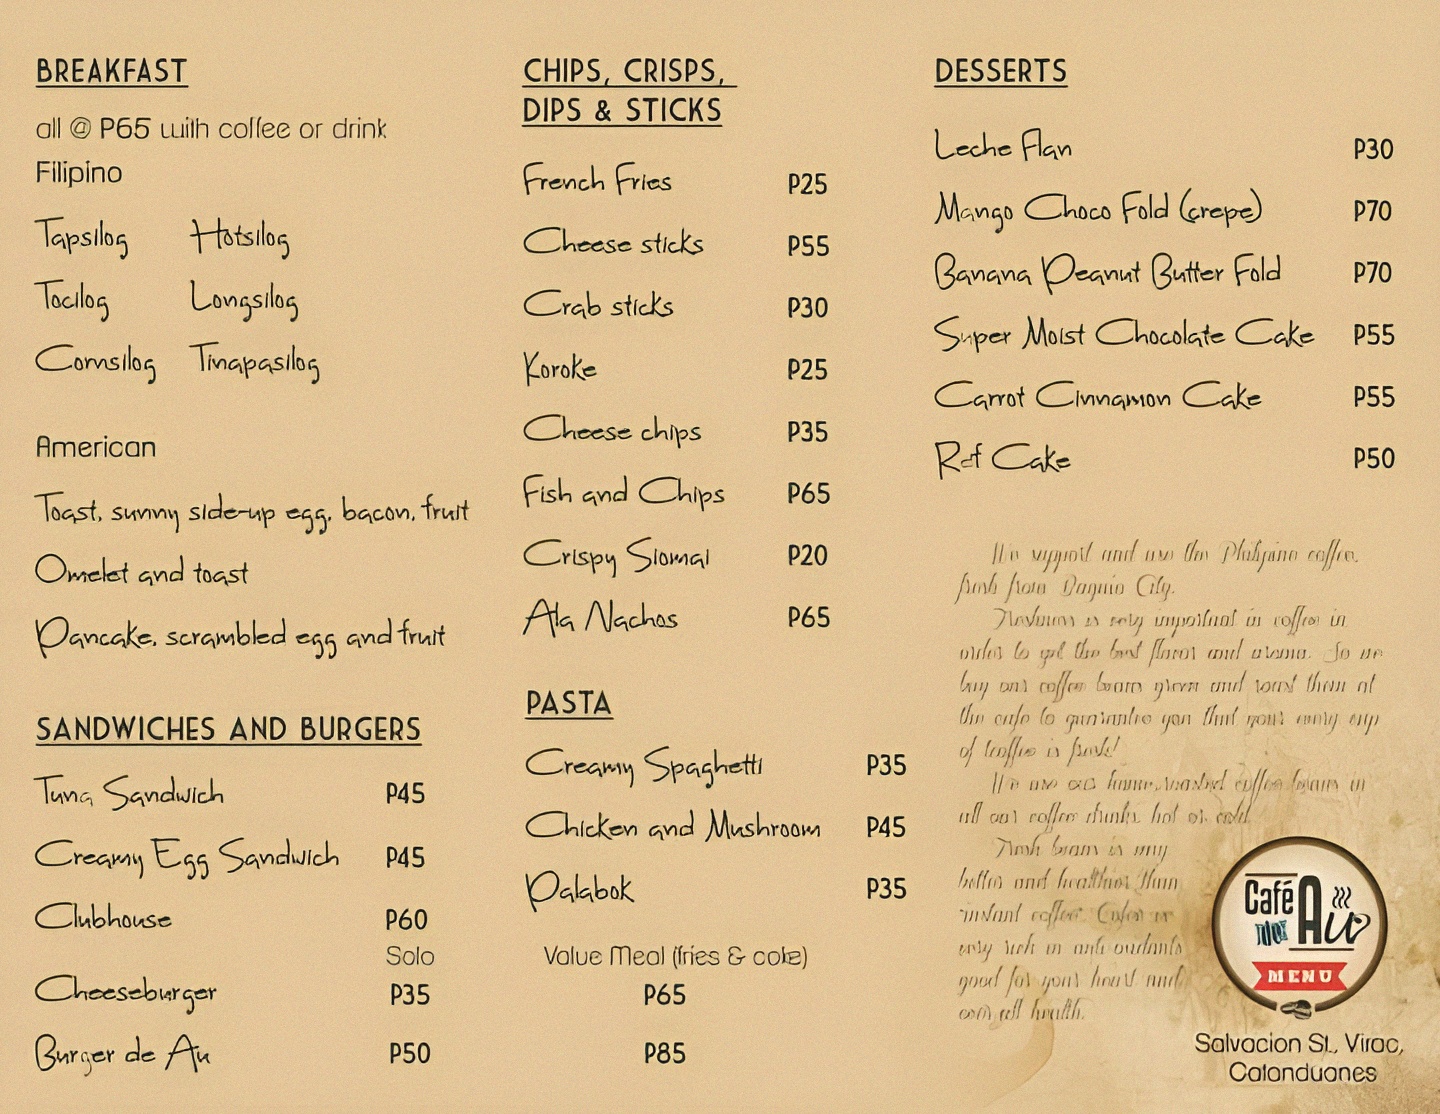 BREAKFAST
all @ P65 with coffee or drink
Filipino
Tapsilog Hotsilog
Tocilog Longsilog
Cornsilog Tinapasilog
American
Toast, sunny side-up egg, bacon, fruit
Omelet and toast
Pancake, scrambled egg and fruit
SANDWICHES AND BURGERS
Tuna Sandwich P45
Creamy Egg Sandwich P45
Clubhouse P60
Solo Value Meal (fries & coke)
Cheeseburger P35 P65
Burger de Au P50 P85
CHIPS, CRISPS,
DIPS & STICKS
French Fries P25
Cheese sticks P55
Crab sticks P30
Koroke P25
Cheese chips P35
Fish and Chips P65
Crispy Siomai P20
Ala Nachos P65
PASTA
Creamy Spaghetti P35
Chicken and Mushroom P45
Palabok P35
DESSERTS
Leche Flan P30
Mango Choco Fold (crepe) P70
Banana Peanut Butter Fold P70
Super Moist Chocolate Cake P55
Carrot Cinnamon Cake P55
Ref Cake P50
We support and use the Philipino coffee,
fresh from Baguio City.
is very important in coffee in
order to get the best flavor and aroma. So we
buy our coffee beans green and roast them at
the cafe to guarantee you that your every cup
of is fresh!
We use our home roasted coffee beans in
all our coffee drinks, hot or cold.
Fresh beans is
better and healthier than
instant coffee.
very rich in
good for your heart and
health.
Café
Au
MENU
Salvacion St., Virac,
Catanduanes